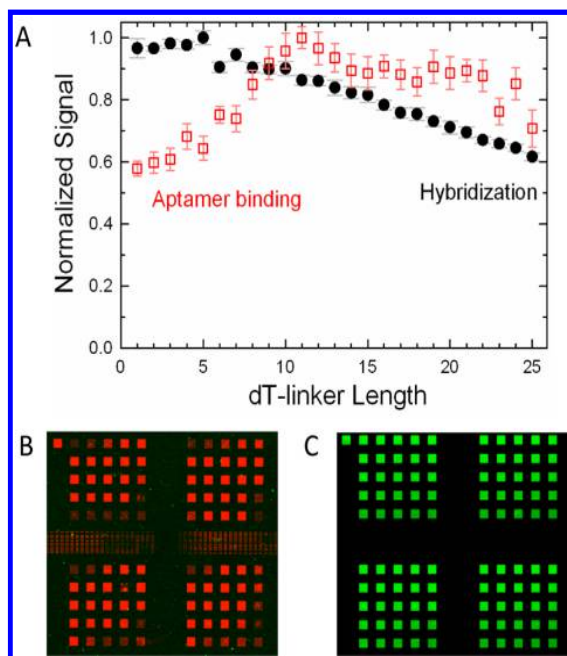 A
Normalized Signal
1.0
0.8
0.6
0.4
0.2
0.0
Aptamer binding
Hybridization
0 5 10 15 20 25
dT-linker Length
B
C